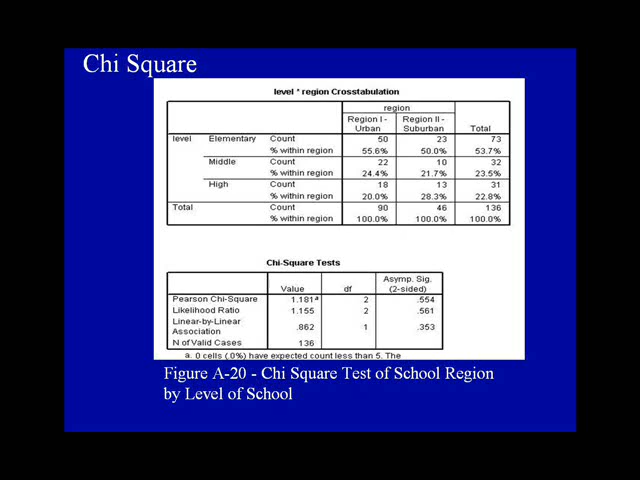 Chi Square
level * region Crosstabulation
region
Region I - Urban Region II - Suburban Total
level Elementary Count 50 23 73
% within region 55.6% 50.0% 53.7%
Middle Count 22 10 32
% within region 24.4% 21.7% 23.5%
High Count 18 13 31
% within region 20.0% 28.3% 22.8%
Total Count 90 46 136
% within region 100.0% 100.0% 100.0%
Chi-Square Tests
Value df Asymp. Sig. (2-sided)
Pearson Chi-Square 1.181a 2 .554
Likelihood Ratio 1.155 2 .561
Linear-by-Linear Association .862 1 .353
N of Valid Cases 136
a. 0 cells (.0%) have expected count less than 5. The
Figure A-20 - Chi Square Test of School Region
by Level of School